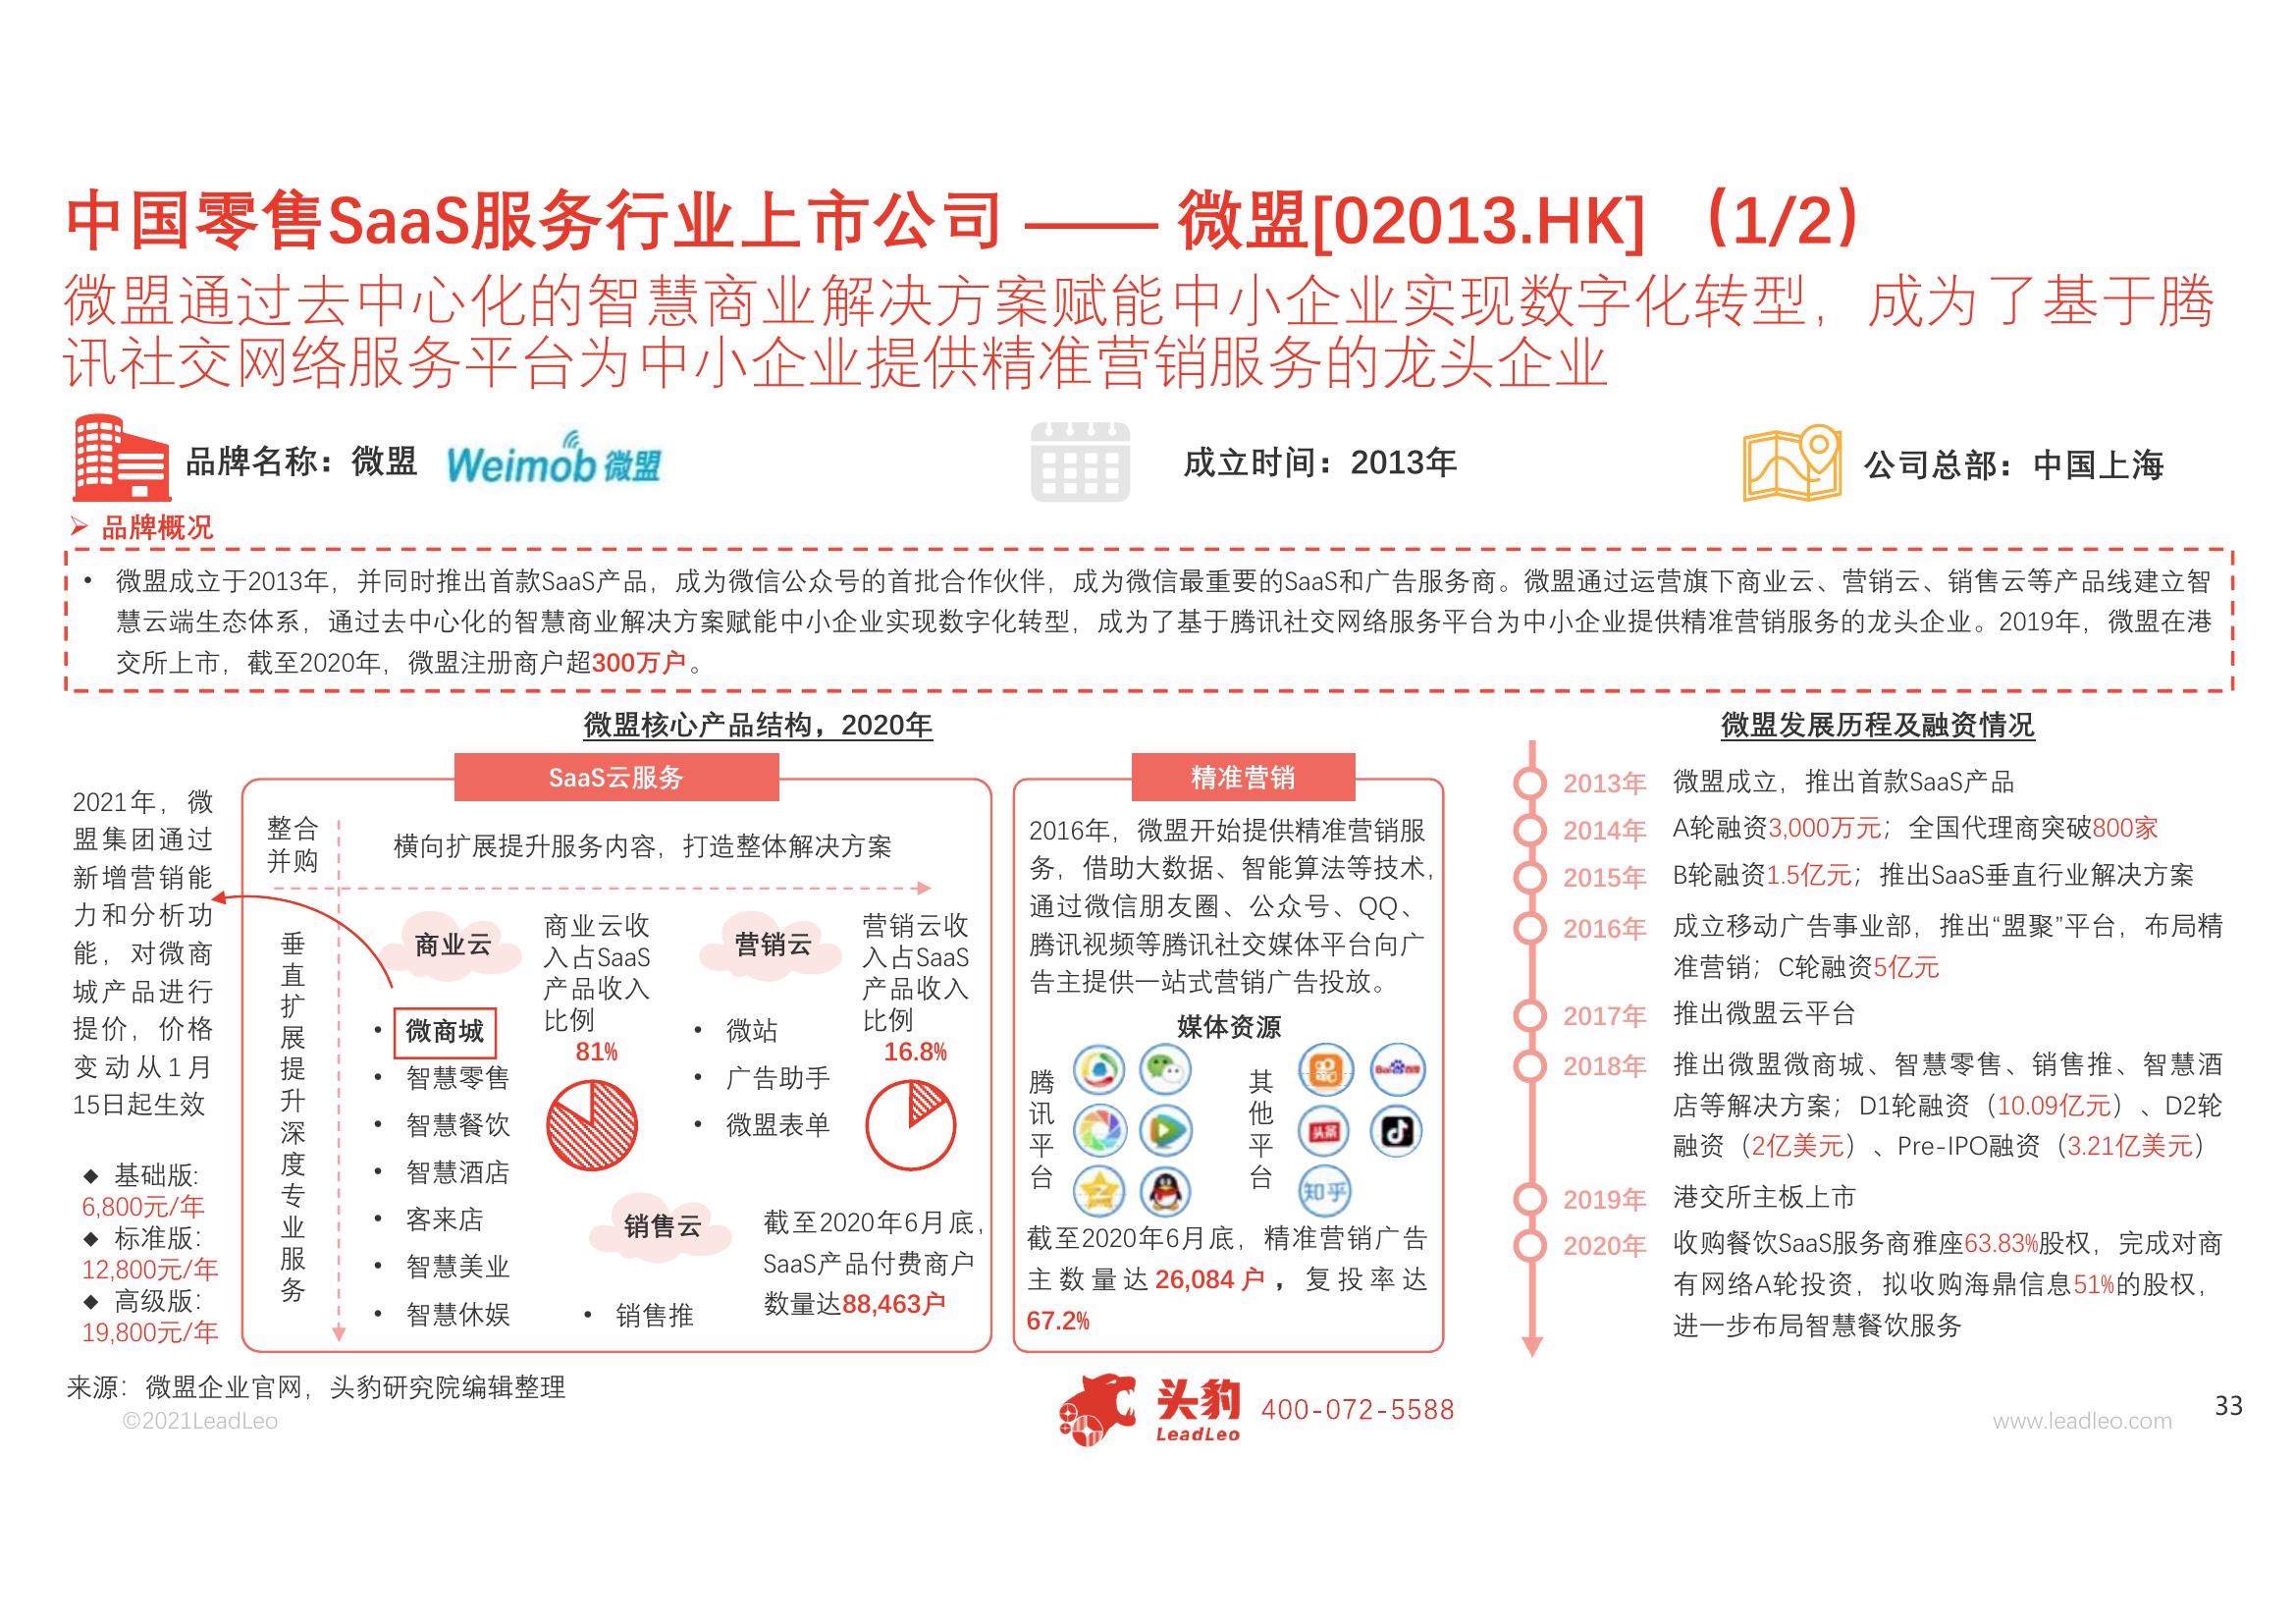 中国零售SaaS服务行业上市公司 —— 微盟[02013.HK] （1/2）
微盟通过去中心化的智慧商业解决方案赋能中小企业实现数字化转型，成为了基于腾
讯社交网络服务平台为中小企业提供精准营销服务的龙头企业
品牌名称：微盟
Weimob 微盟
成立时间：2013年
公司总部：中国上海
➢ 品牌概况
• 微盟成立于2013年，并同时推出首款SaaS产品，成为微信公众号的首批合作伙伴，成为微信最重要的SaaS和广告服务商。微盟通过运营旗下商业云、营销云、销售云等产品线建立智
慧云端生态体系，通过去中心化的智慧商业解决方案赋能中小企业实现数字化转型，成为了基于腾讯社交网络服务平台为中小企业提供精准营销服务的龙头企业。2019年，微盟在港
交所上市，截至2020年，微盟注册商户超300万户。
微盟核心产品结构，2020年
2021年，微
盟集团通过
新增营销能
力和分析功
能，对微商
城产品进行
提价，价格
变动从1月
15日起生效
◆ 基础版:
6,800元/年
◆ 标准版:
12,800元/年
◆ 高级版:
19,800元/年
SaaS云服务
整合
并购
横向扩展提升服务内容，打造整体解决方案
垂直扩展提升深度专业服务
商业云
• 微商城
• 智慧零售
• 智慧餐饮
• 智慧酒店
• 客来店
• 智慧美业
• 智慧休娱
商业云收
入占SaaS
产品收入
比例
81%
营销云
• 微站
• 广告助手
• 微盟表单
营销云收
入占SaaS
产品收入
比例
16.8%
销售云
• 销售推
截至2020年6月底，
SaaS产品付费商户
数量达88,463户
精准营销
2016年，微盟开始提供精准营销服
务，借助大数据、智能算法等技术，
通过微信朋友圈、公众号、QQ、
腾讯视频等腾讯社交媒体平台向广
告主提供一站式营销广告投放。
媒体资源
腾讯平台
其他平台
Bai百度
头条
知乎
截至2020年6月底，精准营销广告
主数量达26,084户，复投率达
67.2%
微盟发展历程及融资情况
2013年 微盟成立，推出首款SaaS产品
2014年 A轮融资3,000万元；全国代理商突破800家
2015年 B轮融资1.5亿元；推出SaaS垂直行业解决方案
2016年 成立移动广告事业部，推出“盟聚”平台，布局精
准营销；C轮融资5亿元
2017年 推出微盟云平台
2018年 推出微盟微商城、智慧零售、销售推、智慧酒
店等解决方案；D1轮融资（10.09亿元）、D2轮
融资（2亿美元）、Pre-IPO融资（3.21亿美元）
2019年 港交所主板上市
2020年 收购餐饮SaaS服务商雅座63.83%股权，完成对商
有网络A轮投资，拟收购海鼎信息51%的股权，
进一步布局智慧餐饮服务
来源：微盟企业官网，头豹研究院编辑整理
©2021LeadLeo
头豹
LeadLeo
400-072-5588
www.leadleo.com
33